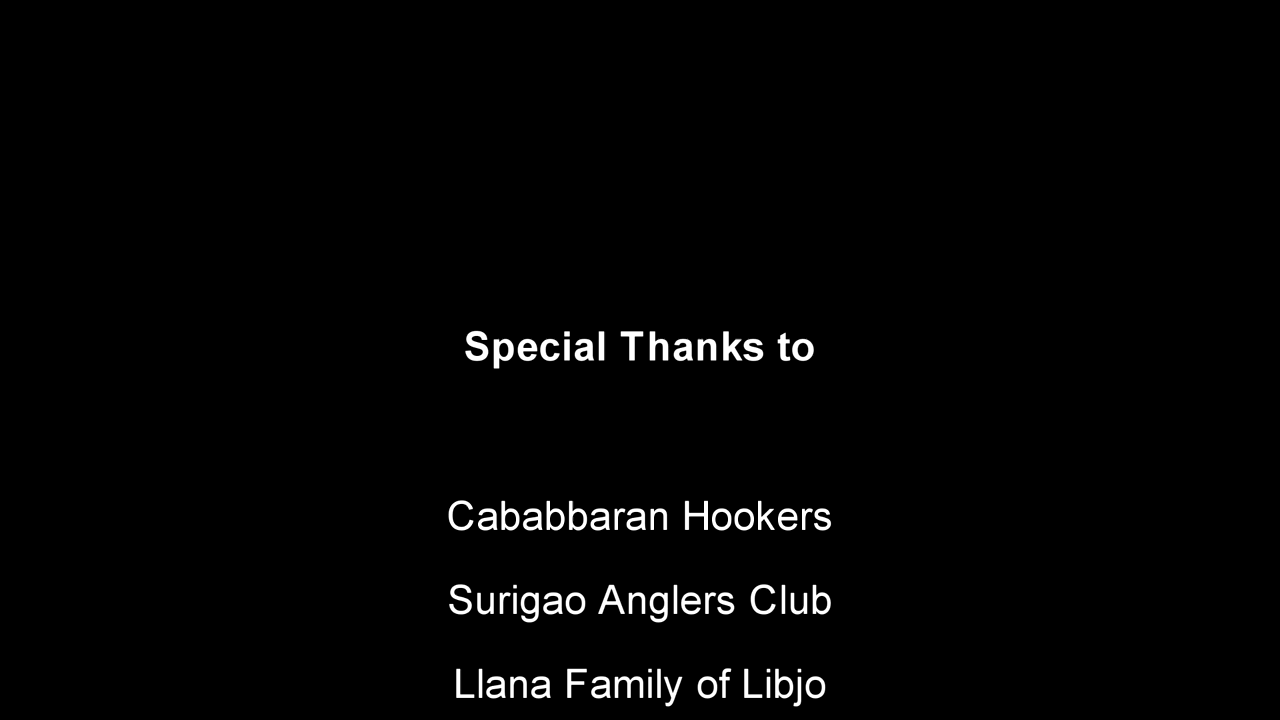 Special Thanks to
Cababbaran Hookers
Surigao Anglers Club
Llana Family of Libjo